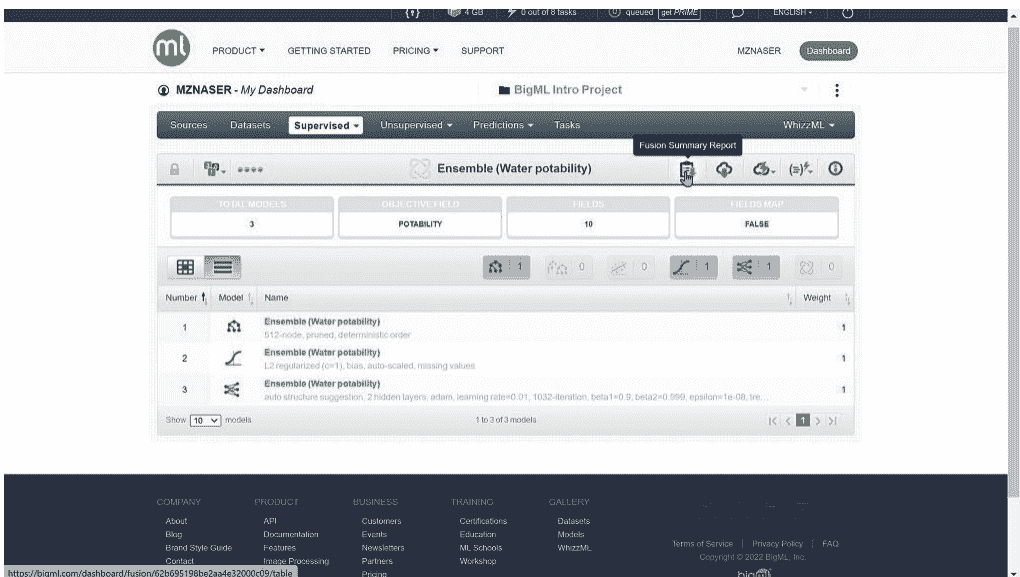 4 GB 0 out of 8 tasks 0 queued get PRIME ENGLISH
ml PRODUCT GETTING STARTED PRICING SUPPORT MZNASER Dashboard
MZNASER - My Dashboard BigML Intro Project
Sources Datasets Supervised Unsupervised Predictions Tasks WhizzML
Fusion Summary Report
Ensemble (Water potability)
TOTAL MODELS OBJECTIVE FIELD FIELDS FIELDS MAP
3 POTABILITY 10 FALSE
1 0 0 1 1 0
Number Model Name Weight
Ensemble (Water potability)
1 1
512-node, pruned, deterministic order
Ensemble (Water potability)
2 1
L2 regularized (c=1), bias, auto-scaled, missing values
Ensemble (Water potability)
3 1
auto structure suggestion, 2 hidden layers, adam, learning rate=0.01, 1032-iteration, beta1=0.9, beta2=0.999, epsilon=1e-08, tre...
Show 10 models 1 to 3 of 3 models 1
COMPANY PRODUCT BUSINESS TRAINING GALLERY
About API Customers Certifications Datasets
Blog Documentation Events Education Models
Brand Style Guide Features Newsletters ML Schools WhizzML
Terms of Service Privacy Policy FAQ
Contact Image Processing Partners Workshop
Copyright © 2022 BigML, Inc.
Pricing
bigml